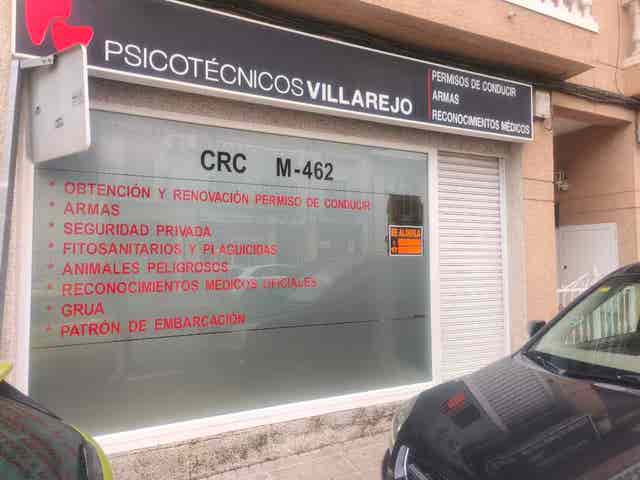 PSICOTÉCNICOS VILLAREJO
PERMISOS DE CONDUCIR
ARMAS
RECONOCIMIENTOS MÉDICOS
CRC M-462
* OBTENCIÓN Y RENOVACIÓN PERMISO DE CONDUCIR
* ARMAS
* SEGURIDAD PRIVADA
* FITOSANITARIOS Y PLAGUICIDAS
* ANIMALES PELIGROSOS
* RECONOCIMIENTOS MEDICOS OFICIALES
* GRUA
* PATRÓN DE EMBARCACIÓN
SE ALQUILA